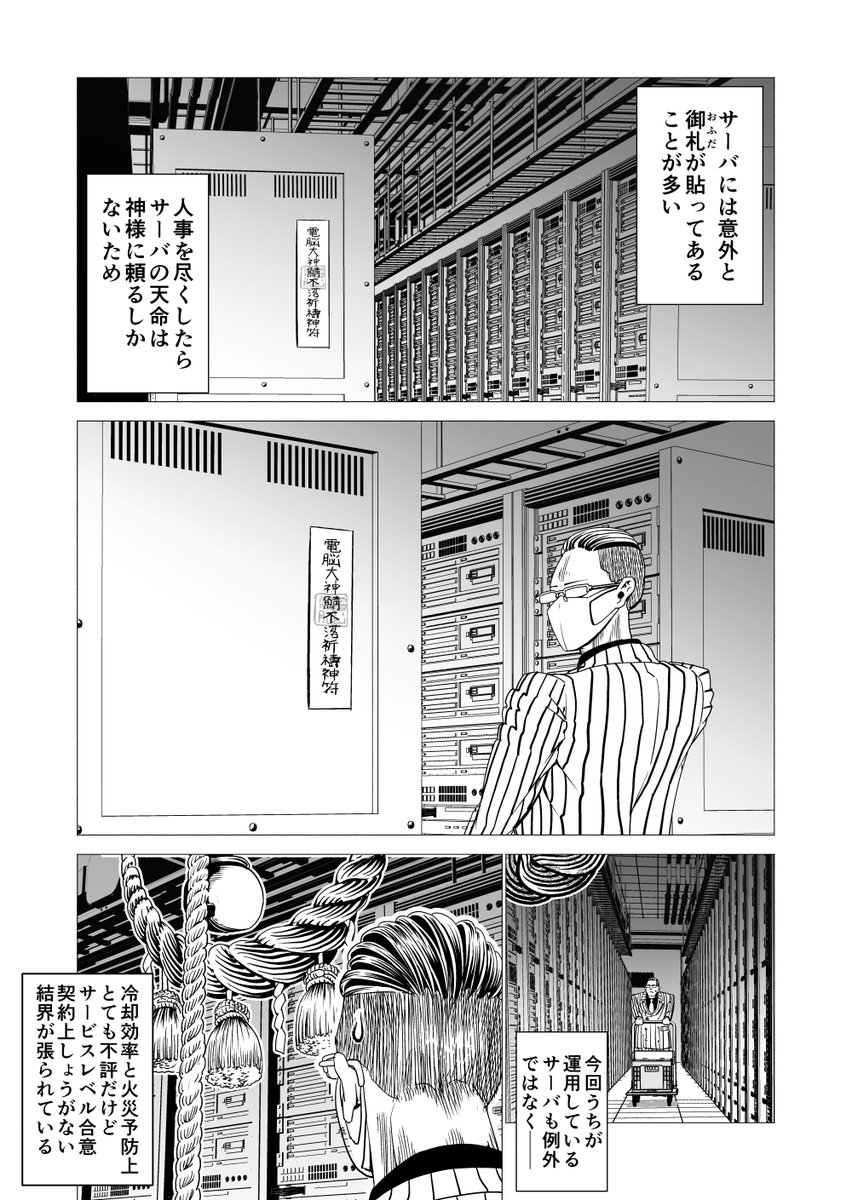 サーバには意外と
御札が貼ってある
おふだ
ことが多い
人事を尽くしたら
サーバの天命は
神様に頼るしか
ないため
電脳大神鯖不落祈祷神符
電脳大神鯖不落祈祷神符
今回うちが
運用している
サーバも例外
ではなく──
冷却効率と火災予防上
とても不評だけど
サービスレベル合意
契約上しょうがない
結界が張られている